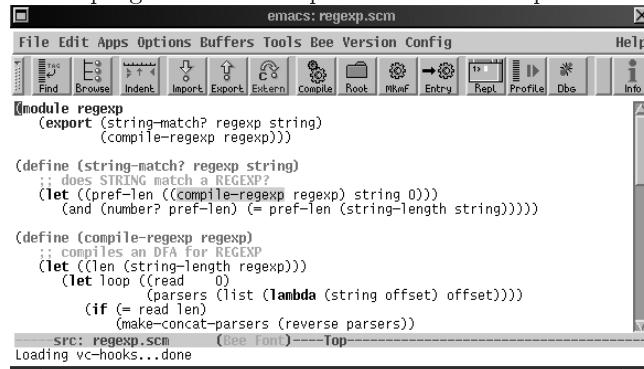 emacs: regexp.scm
File Edit Apps Options Buffers Tools Bee Version Config Help
TAG
Find Browse Indent Import Export Extern Compile Root MKmf Entry Repl Profile Dbg Info
(module regexp
(export (string-match? regexp string)
(compile-regexp regexp)))
(define (string-match? regexp string)
;; does STRING match a REGEXP?
(let ((pref-len ((compile-regexp regexp) string 0)))
(and (number? pref-len) (= pref-len (string-length string)))))
(define (compile-regexp regexp)
;; compiles an DFA for REGEXP
(let ((len (string-length regexp)))
(let loop ((read 0)
(parsers (list (lambda (string offset) offset))))
(if (= read len)
(make-concat-parsers (reverse parsers))
-----src: regexp.scm (Bee Font)----Top----
Loading vc-hooks...done